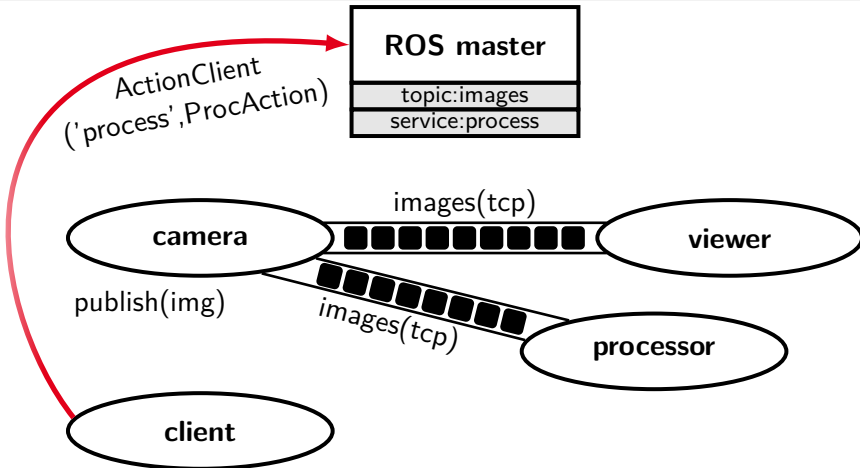 ROS master
topic:images
service:process
ActionClient
('process',ProcAction)
images(tcp)
camera
viewer
publish(img)
images(tcp)
processor
client